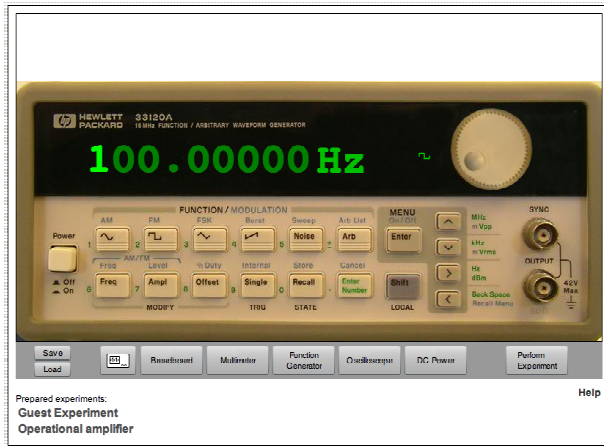 hp HEWLETT PACKARD 33120A
15 MHz FUNCTION / ARBITRARY WAVEFORM GENERATOR
100.00000 Hz
FUNCTION / MODULATION
AM FM FSK Burst Sweep Arb List
MENU
On/Off
Power
1 2 3 4 5 Noise Arb Enter
AM/FM
Freq Level % Duty Internal Store Cancel
6 Freq 7 Ampl 8 Offset 9 Single 0 Recall . Enter Number Shift
MODIFY TRIG STATE LOCAL
Off
On
MHz
m Vpp
kHz
m Vrms
Hz
dBm
Back Space
Recall Menu
SYNC
OUTPUT
42V
Max
Save
Load
Breadboard
Multimeter
Function
Generator
Oscilloscope
DC Power
Perform
Experiment
Prepared experiments:
Help
Guest Experiment
Operational amplifier